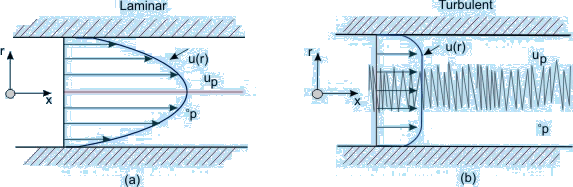 Laminar
r
x
u(r)
up
°p
(a)
Turbulent
r
x
u(r)
up
°p
(b)